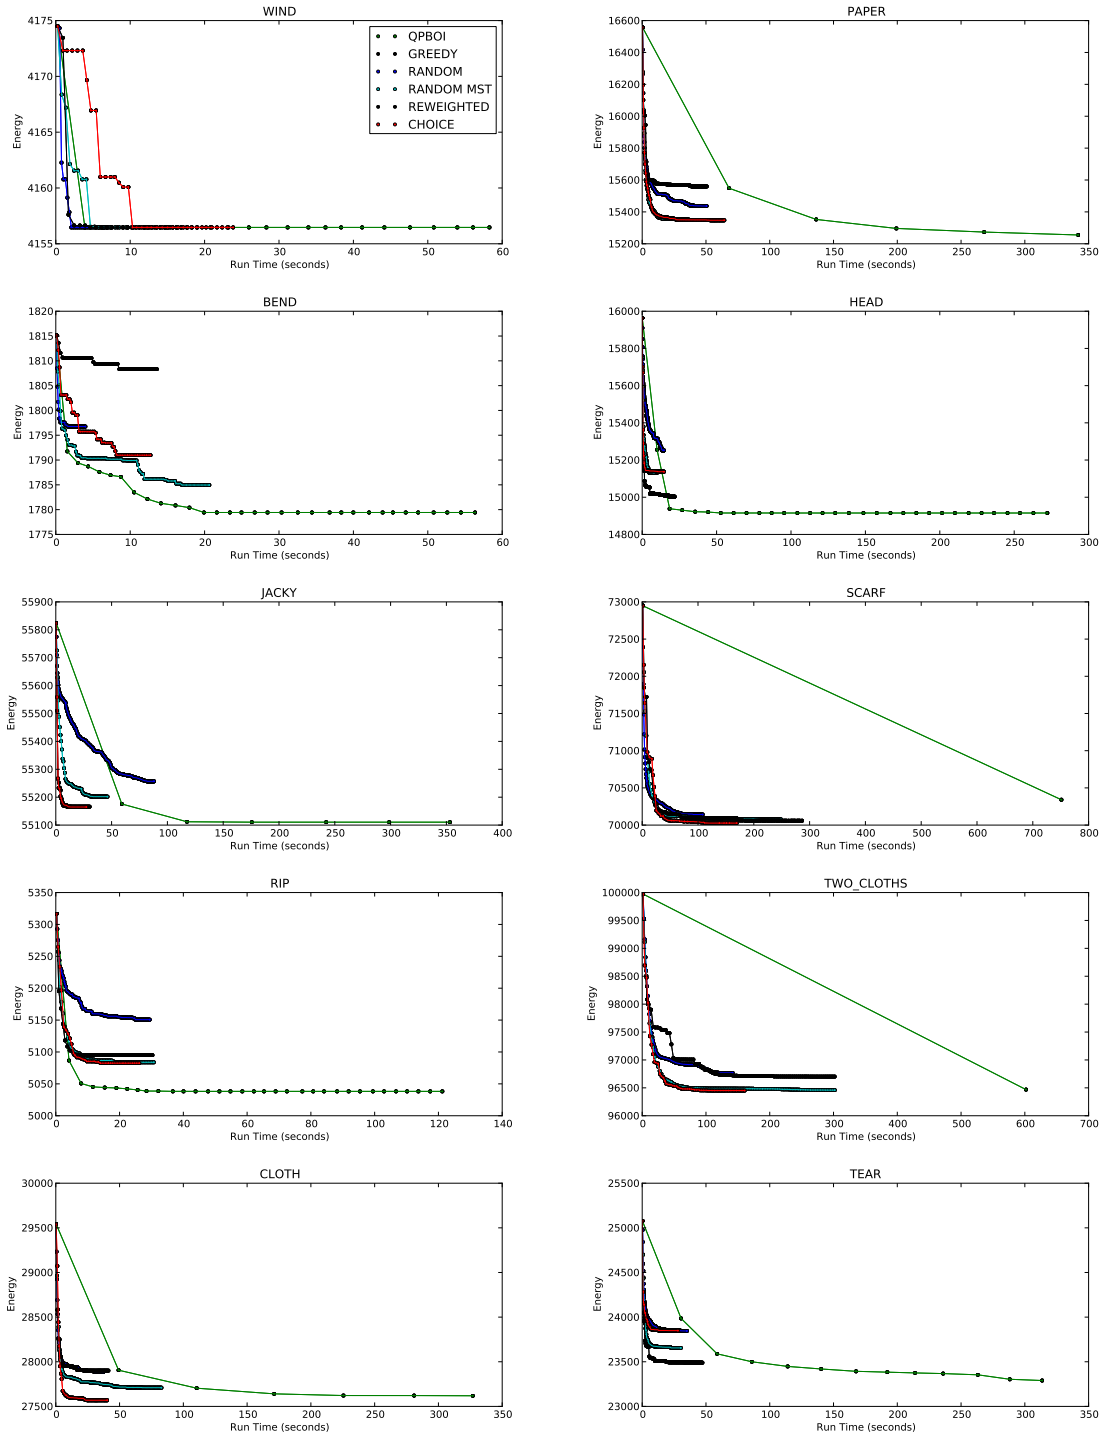 WIND
4175
4170
4165
4160
4155
Energy
0 10 20 30 40 50 60
Run Time (seconds)
QPBOI
GREEDY
RANDOM
RANDOM MST
REWEIGHTED
CHOICE
PAPER
16600
16400
16200
16000
15800
15600
15400
15200
Energy
0 50 100 150 200 250 300 350
Run Time (seconds)
BEND
1820
1815
1810
1805
1800
1795
1790
1785
1780
1775
Energy
0 10 20 30 40 50 60
Run Time (seconds)
HEAD
16000
15800
15600
15400
15200
15000
14800
Energy
0 50 100 150 200 250 300
Run Time (seconds)
JACKY
55900
55800
55700
55600
55500
55400
55300
55200
55100
Energy
0 50 100 150 200 250 300 350 400
Run Time (seconds)
SCARF
73000
72500
72000
71500
71000
70500
70000
Energy
0 100 200 300 400 500 600 700 800
Run Time (seconds)
RIP
5350
5300
5250
5200
5150
5100
5050
5000
Energy
0 20 40 60 80 100 120 140
Run Time (seconds)
TWO_CLOTHS
100000
99500
99000
98500
98000
97500
97000
96500
96000
Energy
0 100 200 300 400 500 600 700
Run Time (seconds)
CLOTH
30000
29500
29000
28500
28000
27500
Energy
0 50 100 150 200 250 300 350
Run Time (seconds)
TEAR
25500
25000
24500
24000
23500
23000
Energy
0 50 100 150 200 250 300 350
Run Time (seconds)